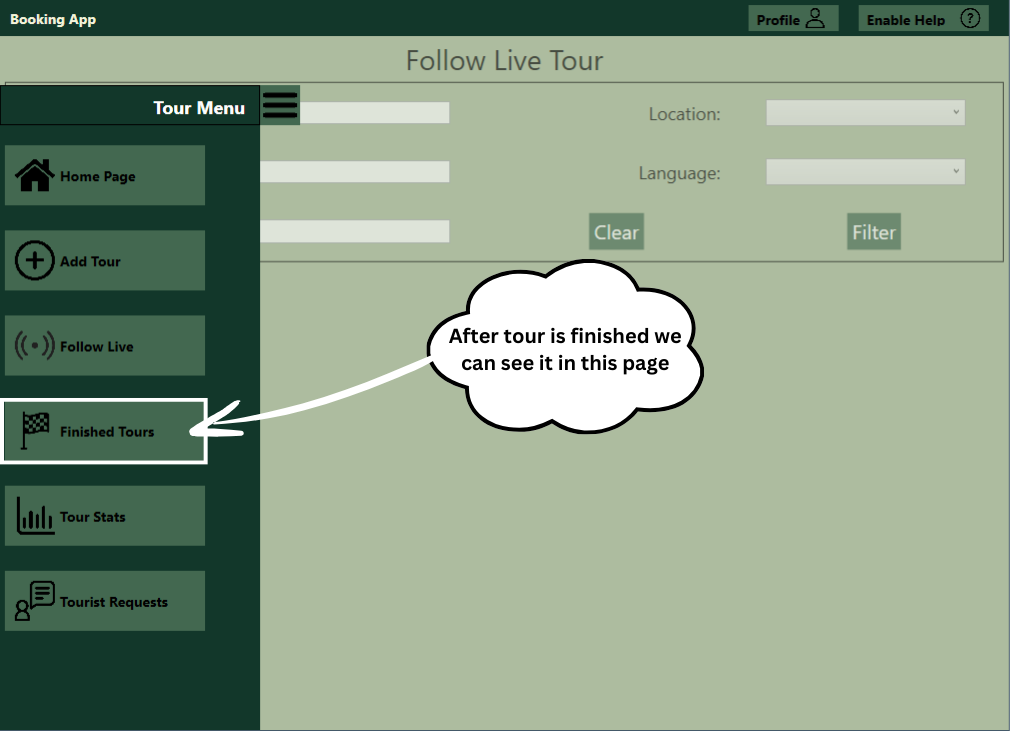 Booking App
Profile
Enable Help
?
Follow Live Tour
Tour Menu
Location:
Home Page
Language:
Add Tour
Clear
Filter
After tour is finished we
can see it in this page
Follow Live
Finished Tours
Tour Stats
Tourist Requests